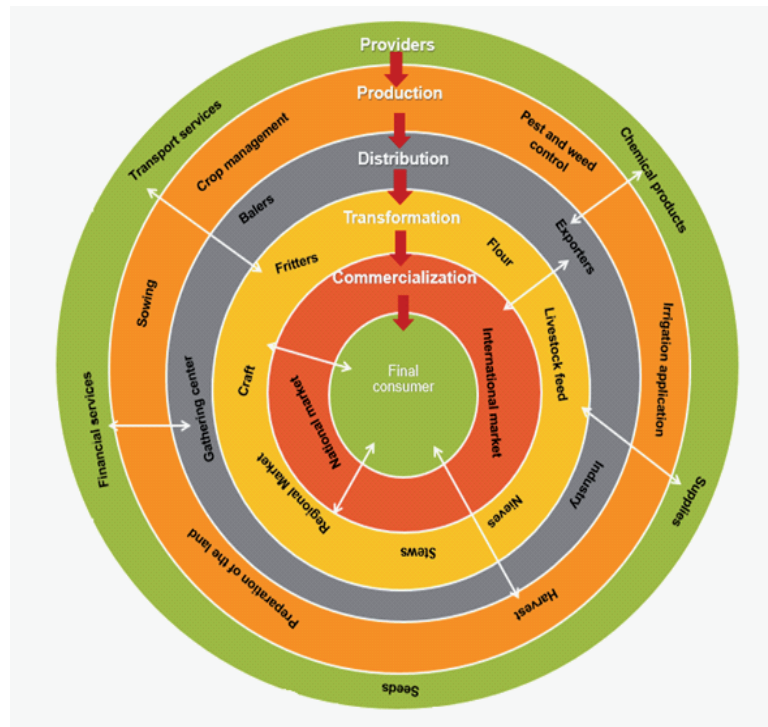 Providers
Production
Distribution
Transformation
Commercialization
Final
consumer
Transport services
Chemical products
Financial services
Supplies
Seeds
Crop management
Pest and weed
control
Sowing
Irrigation application
Preparation of the land
Harvest
Balers
Exporters
Gathering center
Industry
Fritters
Flour
Craft
Livestock feed
Regional Market
Stews
Nieves
National market
International market